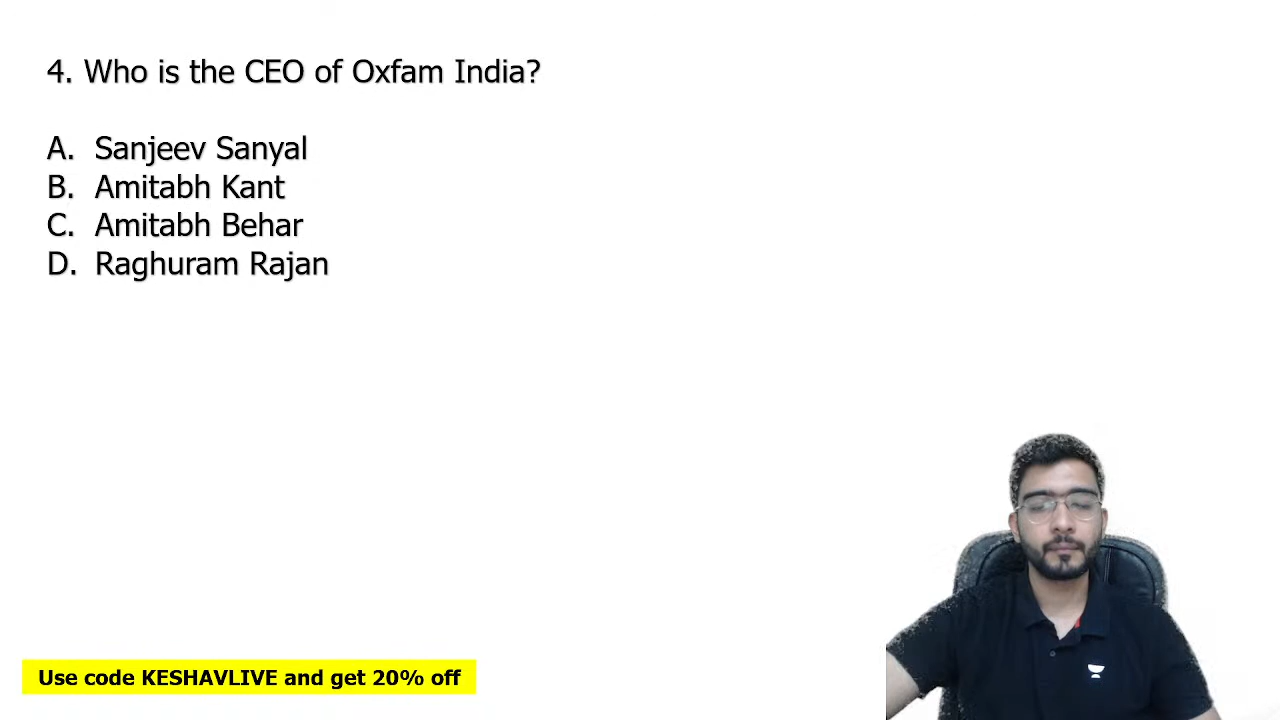 4. Who is the CEO of Oxfam India?
A. Sanjeev Sanyal
B. Amitabh Kant
C. Amitabh Behar
D. Raghuram Rajan
Use code KESHAVLIVE and get 20% off